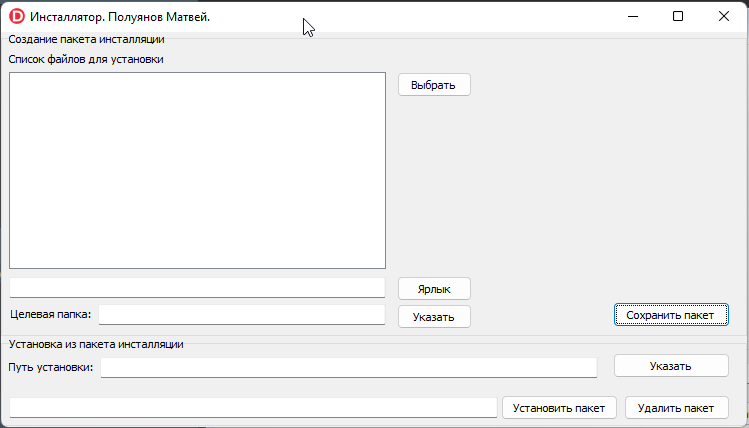 D Инсталлятор. Полуянов Матвей.
Создание пакета инсталляции
Список файлов для установки
Выбрать
Ярлык
Целевая папка: Указать Сохранить пакет
Установка из пакета инсталляции
Путь установки: Указать
Установить пакет Удалить пакет